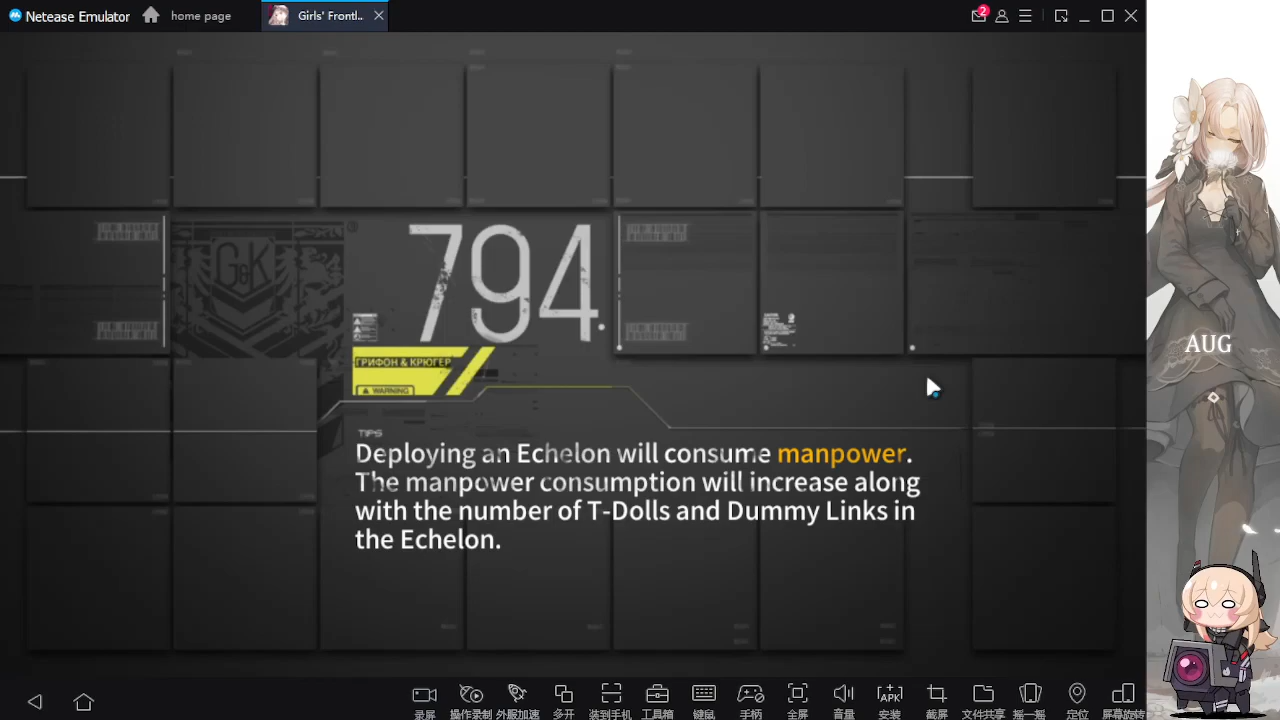 Netease Emulator
home page
Girls' Frontl..
2
G&K
794.
ГРИФОН & КРЮГЕР
WARNING
TIPS
Deploying an Echelon will consume manpower.
The manpower consumption will increase along
with the number of T-Dolls and Dummy Links in
the Echelon.
AUG
APK
录屏
操作录制
外服加速
多开
装到手机
工具箱
键鼠
手柄
全屏
音量
安装
截屏
文件共享
摇一摇
定位
屏幕旋转